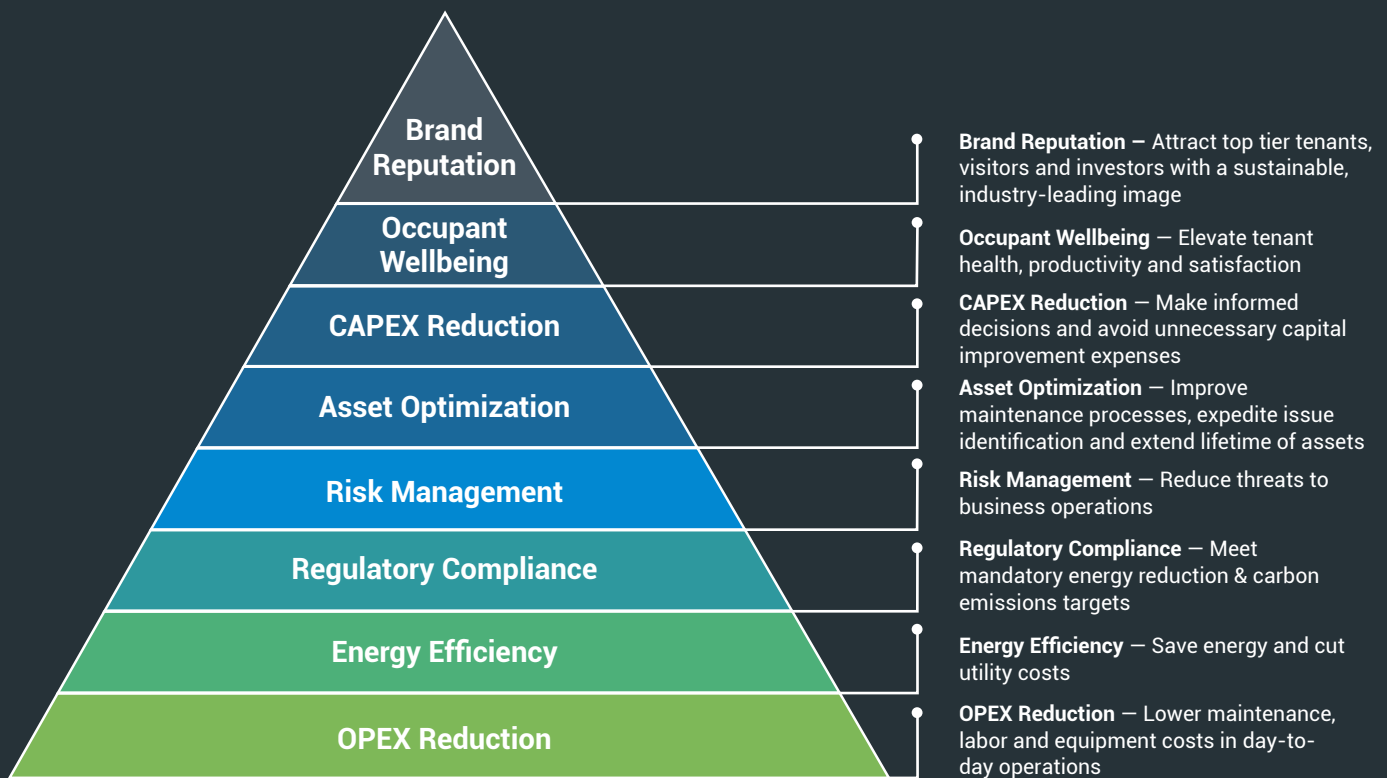 Brand
Reputation
Occupant
Wellbeing
CAPEX Reduction
Asset Optimization
Risk Management
Regulatory Compliance
Energy Efficiency
OPEX Reduction
Brand Reputation – Attract top tier tenants,
visitors and investors with a sustainable,
industry-leading image
Occupant Wellbeing — Elevate tenant
health, productivity and satisfaction
CAPEX Reduction — Make informed
decisions and avoid unnecessary capital
improvement expenses
Asset Optimization — Improve
maintenance processes, expedite issue
identification and extend lifetime of assets
Risk Management — Reduce threats to
business operations
Regulatory Compliance — Meet
mandatory energy reduction & carbon
emissions targets
Energy Efficiency — Save energy and cut
utility costs
OPEX Reduction — Lower maintenance,
labor and equipment costs in day-to-
day operations